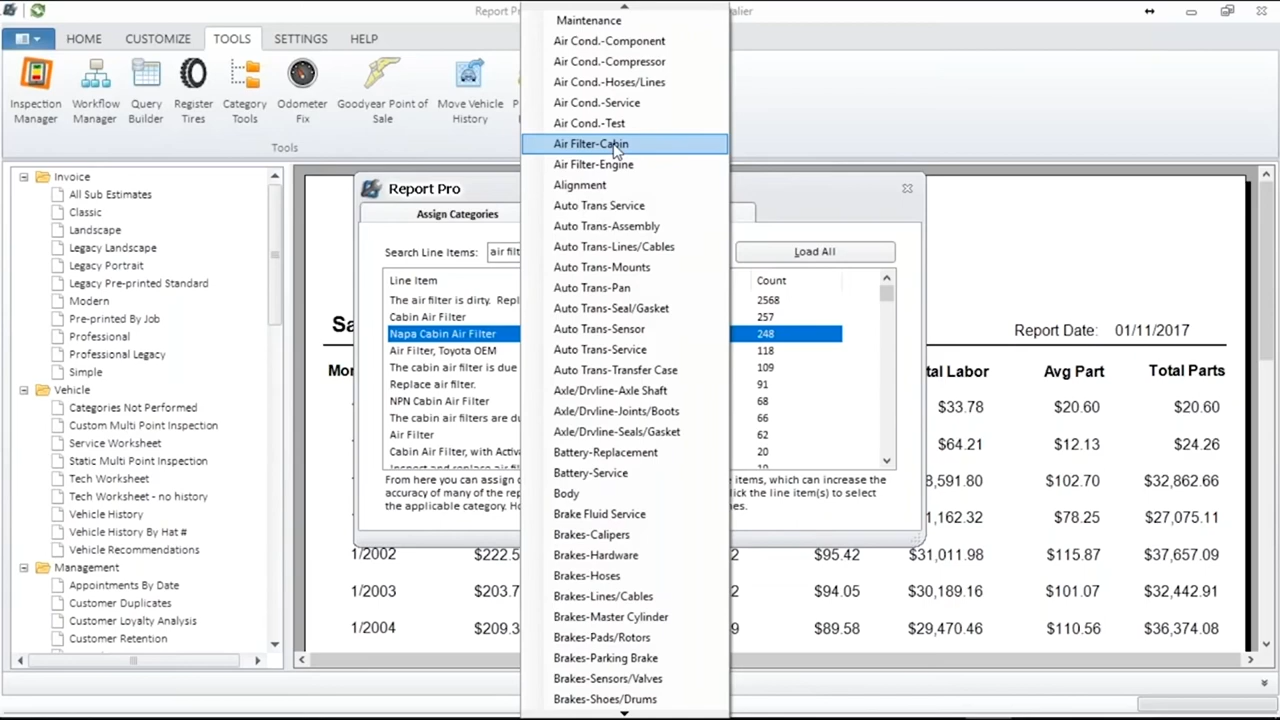 Report Pro
alier
HOME
CUSTOMIZE
TOOLS
SETTINGS
HELP
Inspection Manager
Workflow Manager
Query Builder
Register Tires
Category Tools
Odometer Fix
Goodyear Point of Sale
Move Vehicle History
Tools
Invoice
All Sub Estimates
Classic
Landscape
Legacy Landscape
Legacy Portrait
Legacy Pre-printed Standard
Modern
Pre-printed By Job
Professional
Professional Legacy
Simple
Vehicle
Categories Not Performed
Custom Multi Point Inspection
Service Worksheet
Static Multi Point Inspection
Tech Worksheet
Tech Worksheet - no history
Vehicle History
Vehicle History By Hat #
Vehicle Recommendations
Management
Appointments By Date
Customer Duplicates
Customer Loyalty Analysis
Customer Retention
Maintenance
Air Cond.-Component
Air Cond.-Compressor
Air Cond.-Hoses/Lines
Air Cond.-Service
Air Cond.-Test
Air Filter-Cabin
Air Filter-Engine
Alignment
Auto Trans Service
Auto Trans-Assembly
Auto Trans-Lines/Cables
Auto Trans-Mounts
Auto Trans-Pan
Auto Trans-Seal/Gasket
Auto Trans-Sensor
Auto Trans-Service
Auto Trans-Transfer Case
Axle/Drvline-Axle Shaft
Axle/Drvline-Joints/Boots
Axle/Drvline-Seals/Gasket
Battery-Replacement
Battery-Service
Body
Brake Fluid Service
Brakes-Calipers
Brakes-Hardware
Brakes-Hoses
Brakes-Lines/Cables
Brakes-Master Cylinder
Brakes-Pads/Rotors
Brakes-Parking Brake
Brakes-Sensors/Valves
Brakes-Shoes/Drums
Report Pro
Assign Categories
Search Line Items: air filt
Load All
Line Item Count
The air filter is dirty. Repl 2568
Cabin Air Filter 257
Napa Cabin Air Filter 248
Air Filter, Toyota OEM 118
The cabin air filter is due 109
Replace air filter. 91
NPN Cabin Air Filter 68
The cabin air filters are du 66
Air Filter 62
Cabin Air Filter, with Activ 20
Inspect and replace air fi 19
From here you can assign c items, which can increase the
accuracy of many of the rep lick the line item(s) to select
the applicable category. Ho nes.
Sa
Report Date: 01/11/2017
Mon tal Labor Avg Part Total Parts
$33.78 $20.60 $20.60
$64.21 $12.13 $24.26
8,591.80 $102.70 $32,862.66
1,162.32 $78.25 $27,075.11
1/2002 $222.5 2 $95.42 $31,011.98 $115.87 $37,657.09
1/2003 $203.7 $94.05 $30,189.16 $101.07 $32,442.91
1/2004 $209.3 9 $89.58 $29,470.46 $110.56 $36,374.08